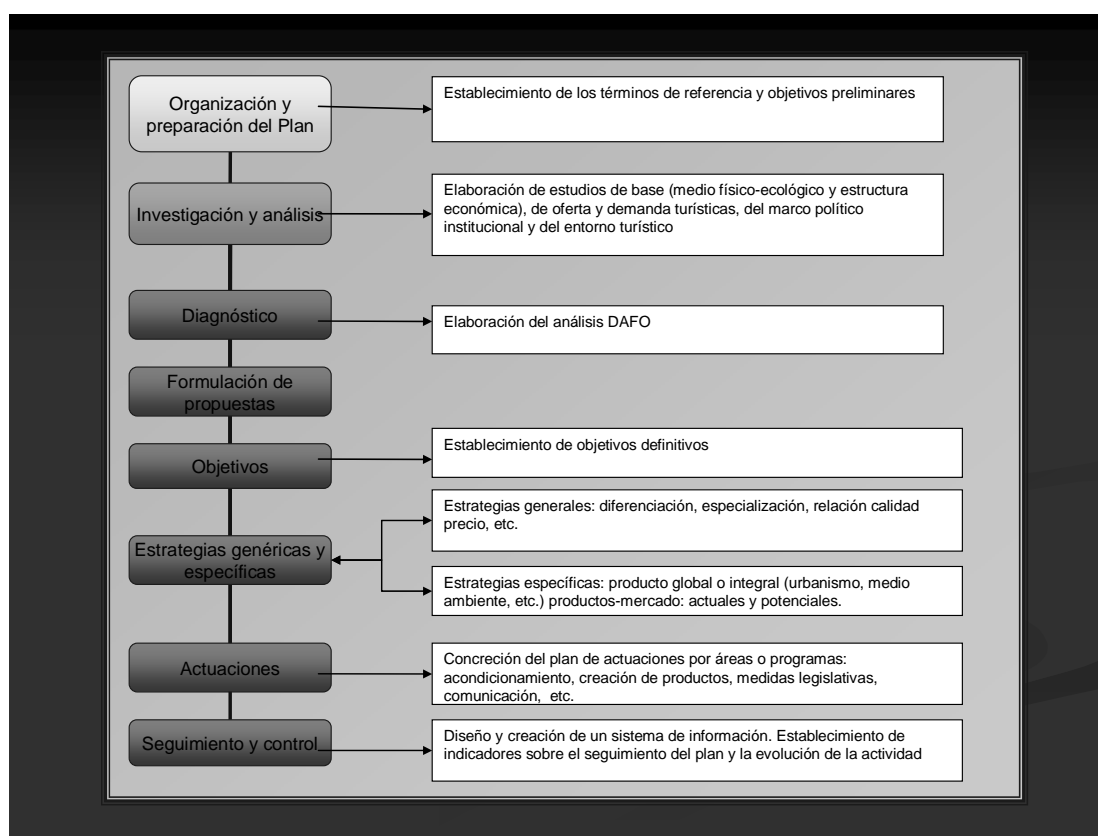 Organización y
preparación del Plan
Establecimiento de los términos de referencia y objetivos preliminares
Investigación y análisis
Elaboración de estudios de base (medio físico-ecológico y estructura
económica), de oferta y demanda turísticas, del marco político
institucional y del entorno turístico
Diagnóstico
Elaboración del análisis DAFO
Formulación de
propuestas
Objetivos
Establecimiento de objetivos definitivos
Estrategias genéricas y
específicas
Estrategias generales: diferenciación, especialización, relación calidad
precio, etc.
Estrategias específicas: producto global o integral (urbanismo, medio
ambiente, etc.) productos-mercado: actuales y potenciales.
Actuaciones
Concreción del plan de actuaciones por áreas o programas:
acondicionamiento, creación de productos, medidas legislativas,
comunicación, etc.
Seguimiento y control
Diseño y creación de un sistema de información. Establecimiento de
indicadores sobre el seguimiento del plan y la evolución de la actividad